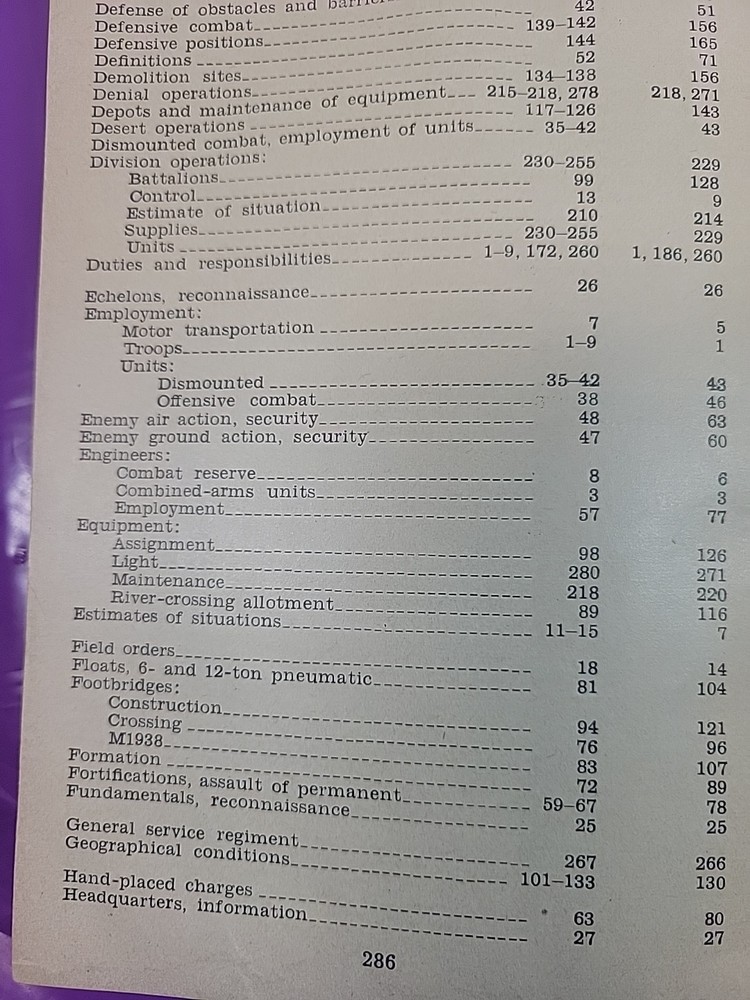 Defense of obstacles and
Defensive combat 42 51
Defensive positions 139–142 156
Definitions 144 165
Demolition sites 52 71
Denial operations 134–138 156
Depots and maintenance of equipment 215–218, 278 218, 271
Desert operations 117–126 143
Dismounted combat, employment of units 35–42 43
Division operations:
Battalions 230–255 229
Control 99 128
Estimate of situation 13 9
Supplies 210 214
Units 230–255 229
Duties and responsibilities 1–9, 172, 260 1, 186, 260
Echelons, reconnaissance 26 26
Employment:
Motor transportation 7 5
Troops 1–9 1
Units:
Dismounted 35–42 43
Offensive combat 38 46
Enemy air action, security 48 63
Enemy ground action, security 47 60
Engineers:
Combat reserve 8 6
Combined-arms units 3 3
Employment 57 77
Equipment:
Assignment 98 126
Light 280 271
Maintenance 218 220
River-crossing allotment 89 116
Estimates of situations 11–15 7
Field orders 18 14
Floats, 6- and 12-ton pneumatic 81 104
Footbridges:
Construction 94 121
Crossing 76 96
M1938 83 107
Formation 72 89
Fortifications, assault of permanent 59–67 78
Fundamentals, reconnaissance 25 25
General service regiment 267 266
Geographical conditions 101–133 130
Hand-placed charges 63 80
Headquarters, information 27 27
286